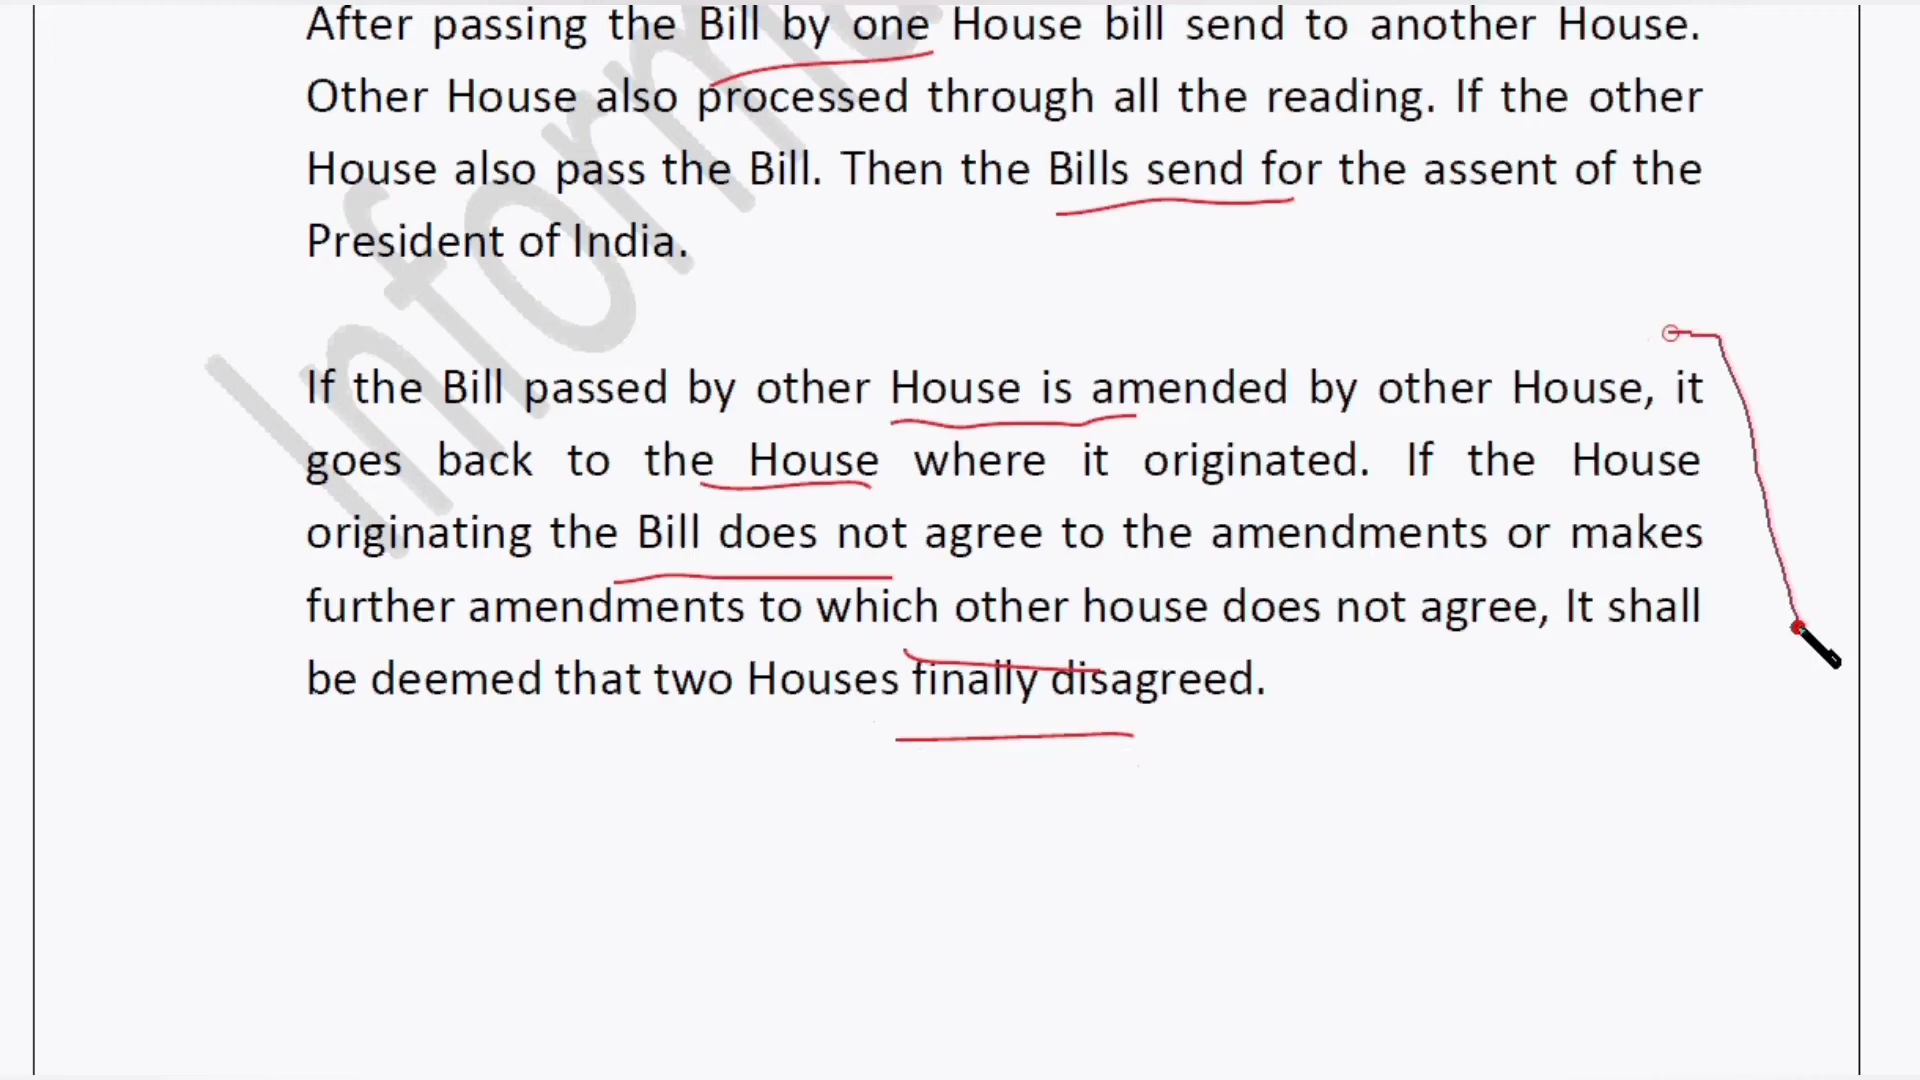 After passing the Bill by one House bill send to another House.
Other House also processed through all the reading. If the other
House also pass the Bill. Then the Bills send for the assent of the
President of India.
If the Bill passed by other House is amended by other House, it
goes back to the House where it originated. If the House
originating the Bill does not agree to the amendments or makes
further amendments to which other house does not agree, It shall
be deemed that two Houses finally disagreed.